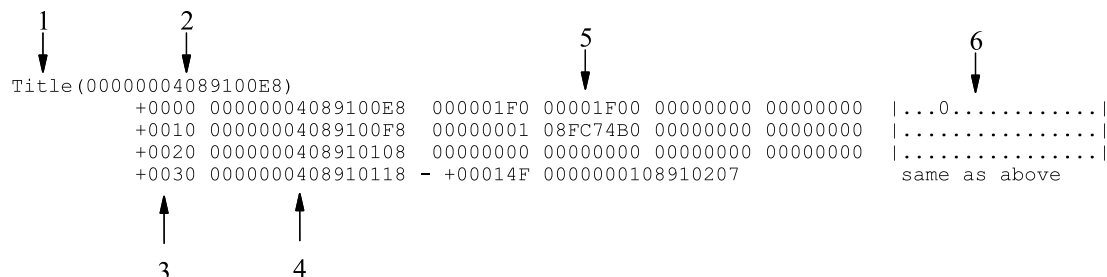 1 2 5 6
Title(00000004089100E8)
+0000 00000004089100E8 000001F0 00001F00 00000000 00000000 |...0............|
+0010 00000004089100F8 00000001 08FC74B0 00000000 00000000 |................|
+0020 0000000408910108 00000000 00000000 00000000 00000000 |................|
+0030 0000000408910118 - +00014F 0000000108910207 same as above
3 4